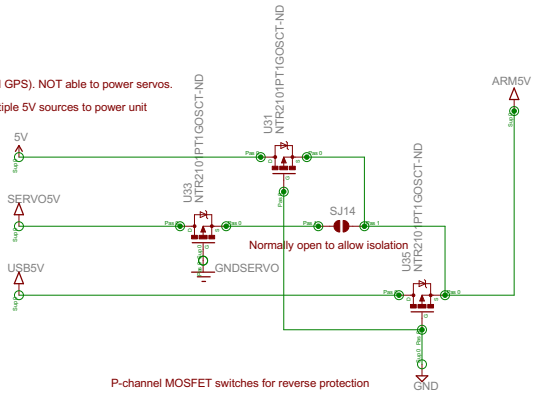 GPS). NOT able to power servos.
tiple 5V sources to power unit
5V
SERVO5V
USB5V
ARM5V
U31
NTR2101PT1GOSCT-ND
U33
NTR2101PT1GOSCT-ND
SJ14
Normally open to allow isolation
U35
NTR2101PT1GOSCT-ND
GNDSERVO
GND
P-channel MOSFET switches for reverse protection